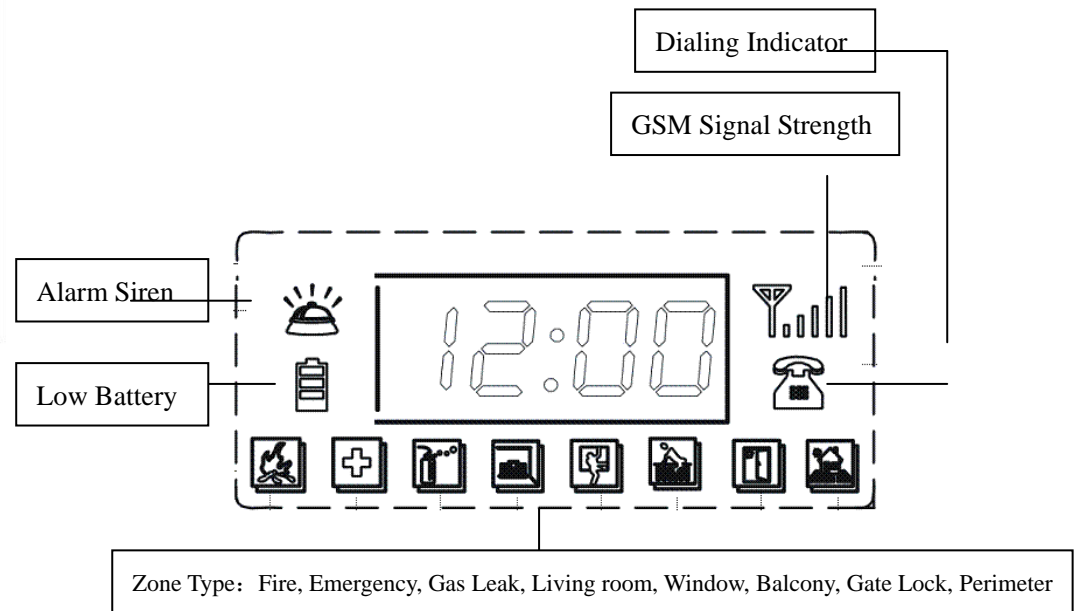 Dialing Indicator
GSM Signal Strength
Alarm Siren
12:00
Low Battery
Zone Type：Fire, Emergency, Gas Leak, Living room, Window, Balcony, Gate Lock, Perimeter